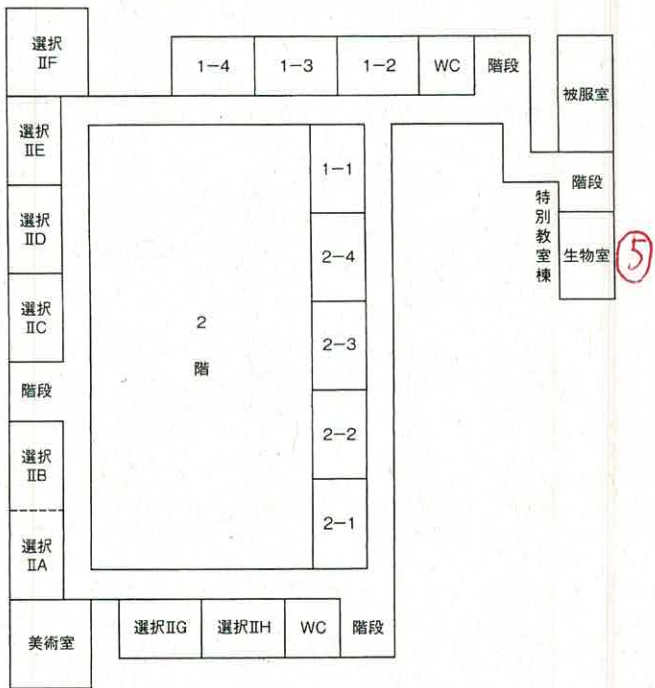 選択
ⅡF
1-4
1-3
1-2
WC
階段
被服室
選択
ⅡE
1-1
階段
選択
ⅡD
2-4
特別教室棟
生物室
⑤
選択
ⅡC
2
階
2-3
階段
2-2
選択
ⅡB
2-1
選択
ⅡA
美術室
選択ⅡG
選択ⅡH
WC
階段